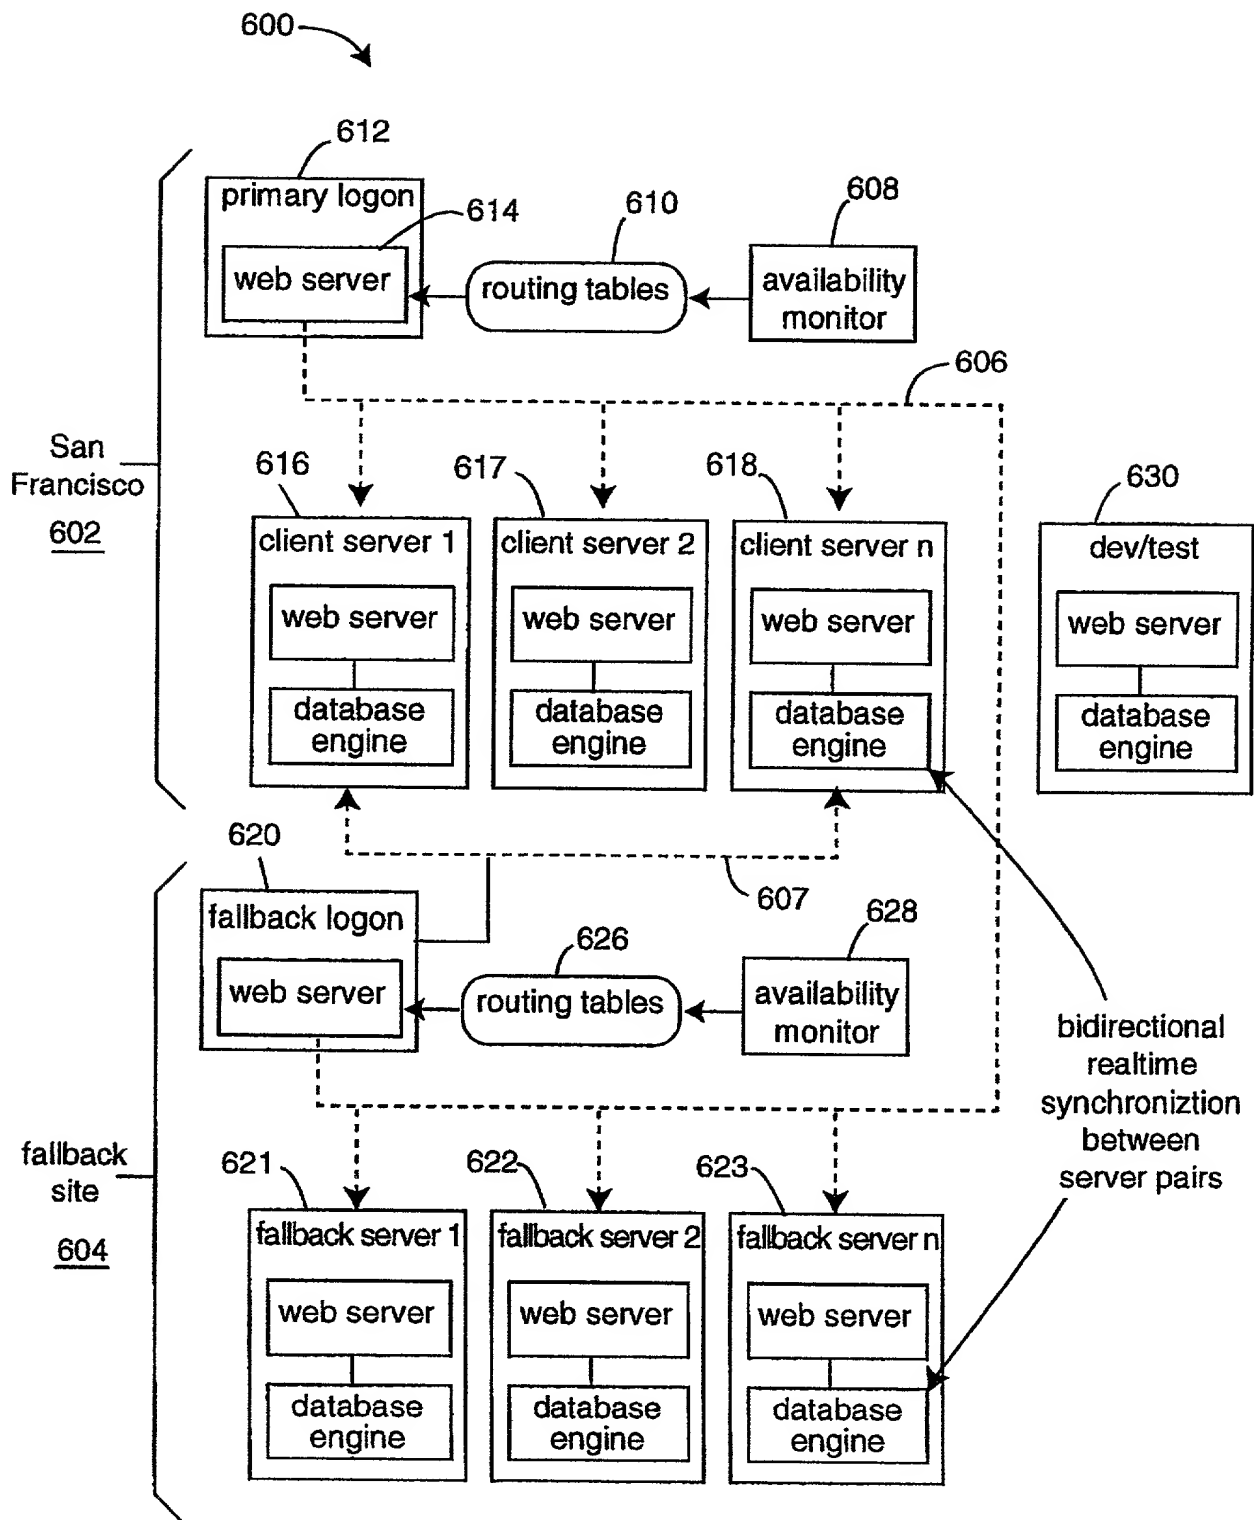 600
612
primary logon
614
web server
610
routing tables
608
availability
monitor
606
San
Francisco
602
616
client server 1
web server
database
engine
617
client server 2
web server
database
engine
618
client server n
web server
database
engine
630
dev/test
web server
database
engine
607
620
fallback logon
web server
626
routing tables
628
availability
monitor
bidirectional
realtime
synchroniztion
between
server pairs
fallback
site
604
621
fallback server 1
web server
database
engine
622
fallback server 2
web server
database
engine
623
fallback server n
web server
database
engine